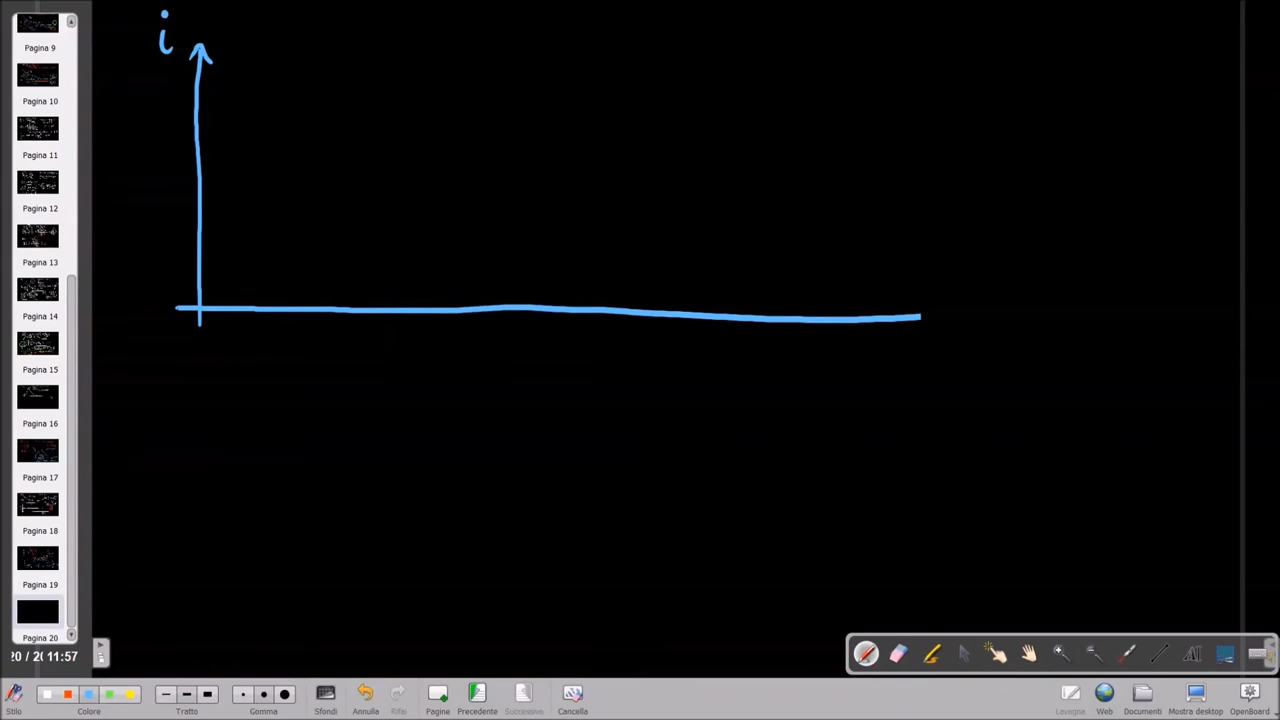 i
Pagina 9
Pagina 10
Pagina 11
Pagina 12
Pagina 13
Pagina 14
Pagina 15
Pagina 16
Pagina 17
Pagina 18
Pagina 19
Pagina 20
11:57
Stilo
Colore
Tratto
Gomma
Sfondi
Annulla
Rifai
Pagine
Precedente
Successivo
Cancella
Lavagna
Web
Documenti
Mostra desktop
OpenBoard